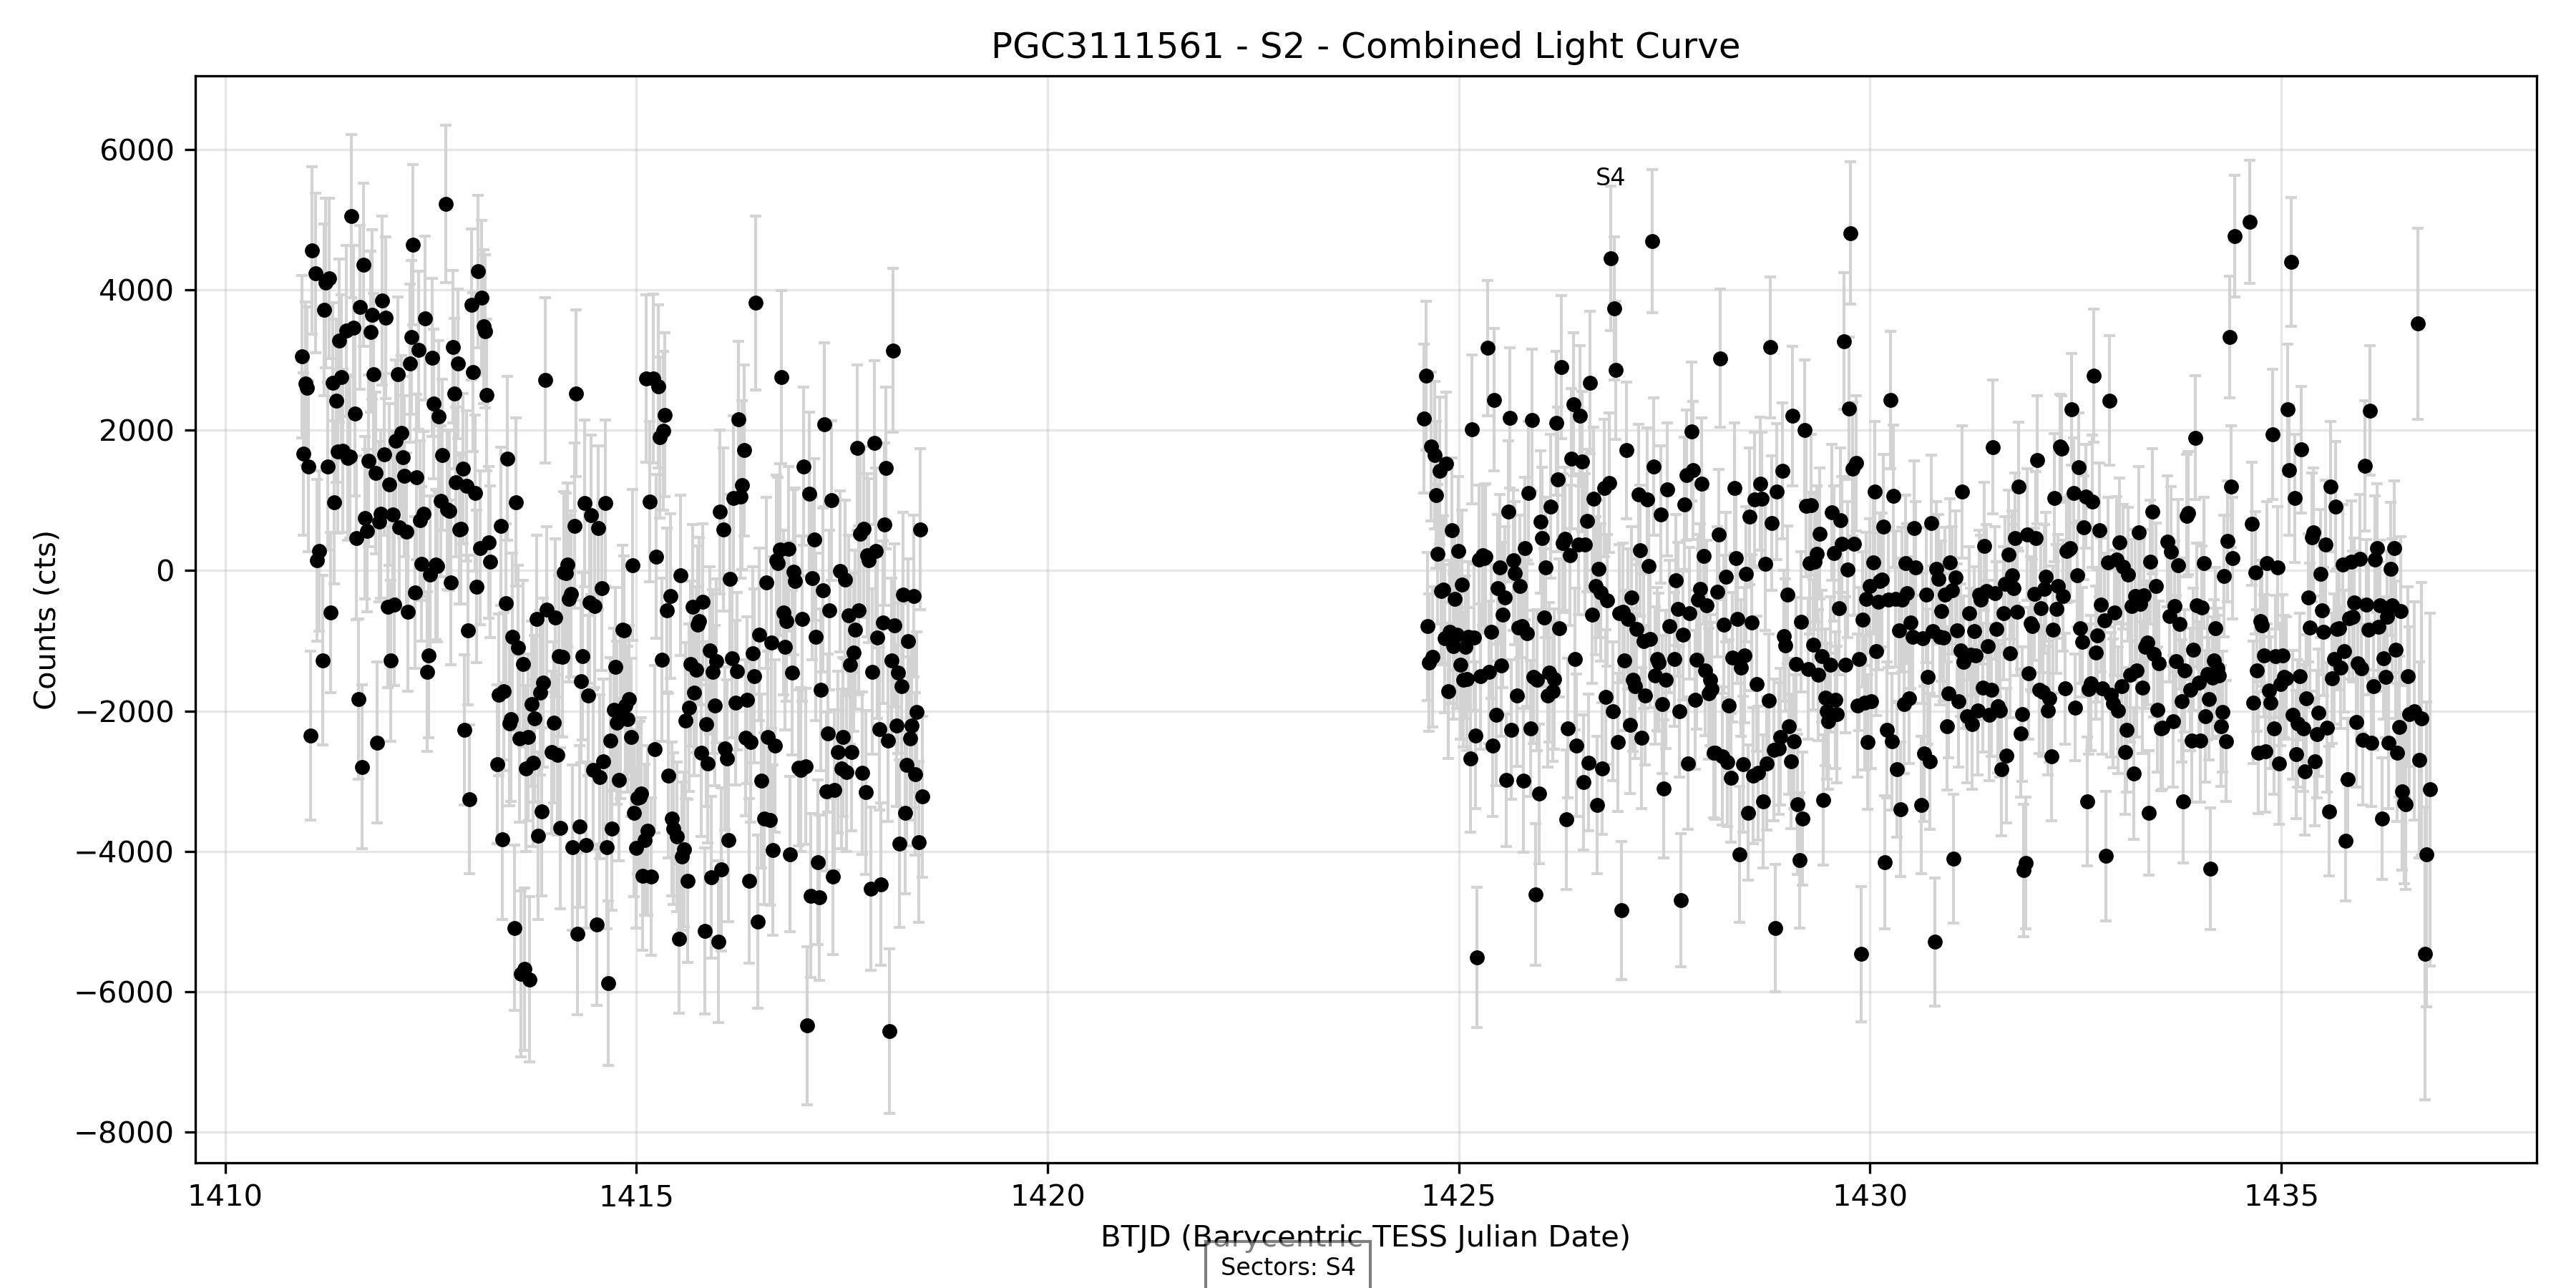 PGC3111561 - S2 - Combined Light Curve
6000
4000
2000
0
−2000
−4000
−6000
−8000
Counts (cts)
S4
1410
1415
1420
1425
1430
1435
BTJD (Barycentric TESS Julian Date)
Sectors: S4